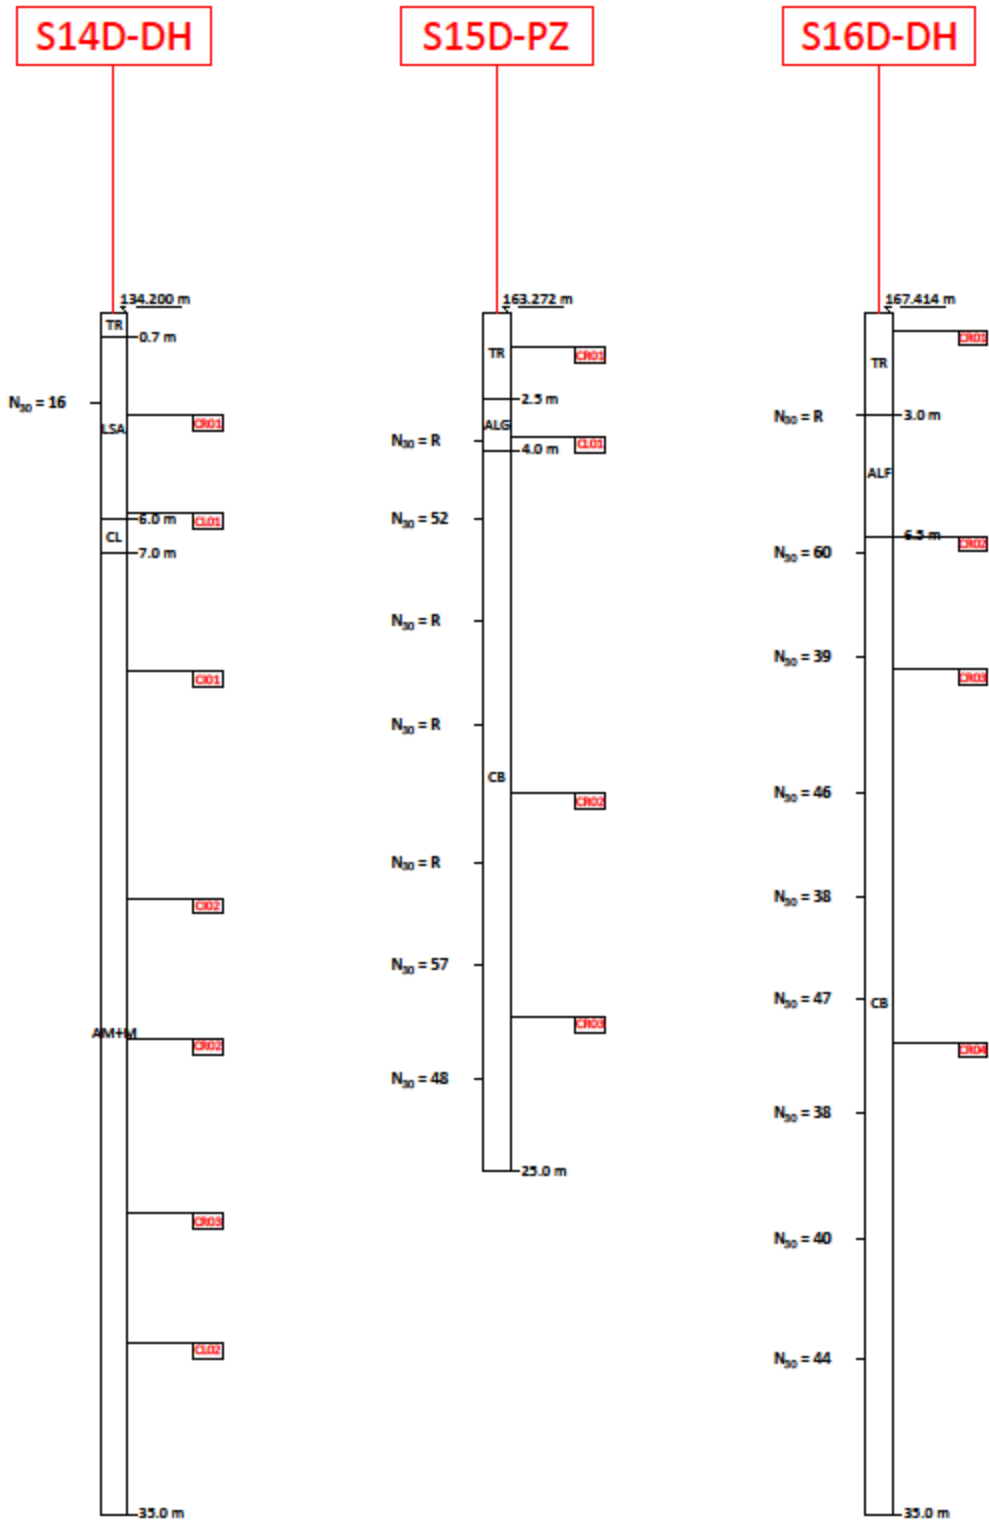 S14D-DH
134.200 m
TR
0.7 m
N30 = 16
CR01
LSA
6.0 m
CL01
CL
7.0 m
CI01
CI02
AM+M
CR02
CR03
CL02
35.0 m
S15D-PZ
163.272 m
TR
CR01
2.5 m
ALG
N30 = R
CL01
4.0 m
N30 = 52
N30 = R
N30 = R
CB
CR02
N30 = R
N30 = 57
CR03
N30 = 48
25.0 m
S16D-DH
167.414 m
CR01
TR
N30 = R
3.0 m
ALF
6.5 m
CR02
N30 = 60
N30 = 39
CR03
N30 = 46
N30 = 38
N30 = 47
CB
CR04
N30 = 38
N30 = 40
N30 = 44
35.0 m